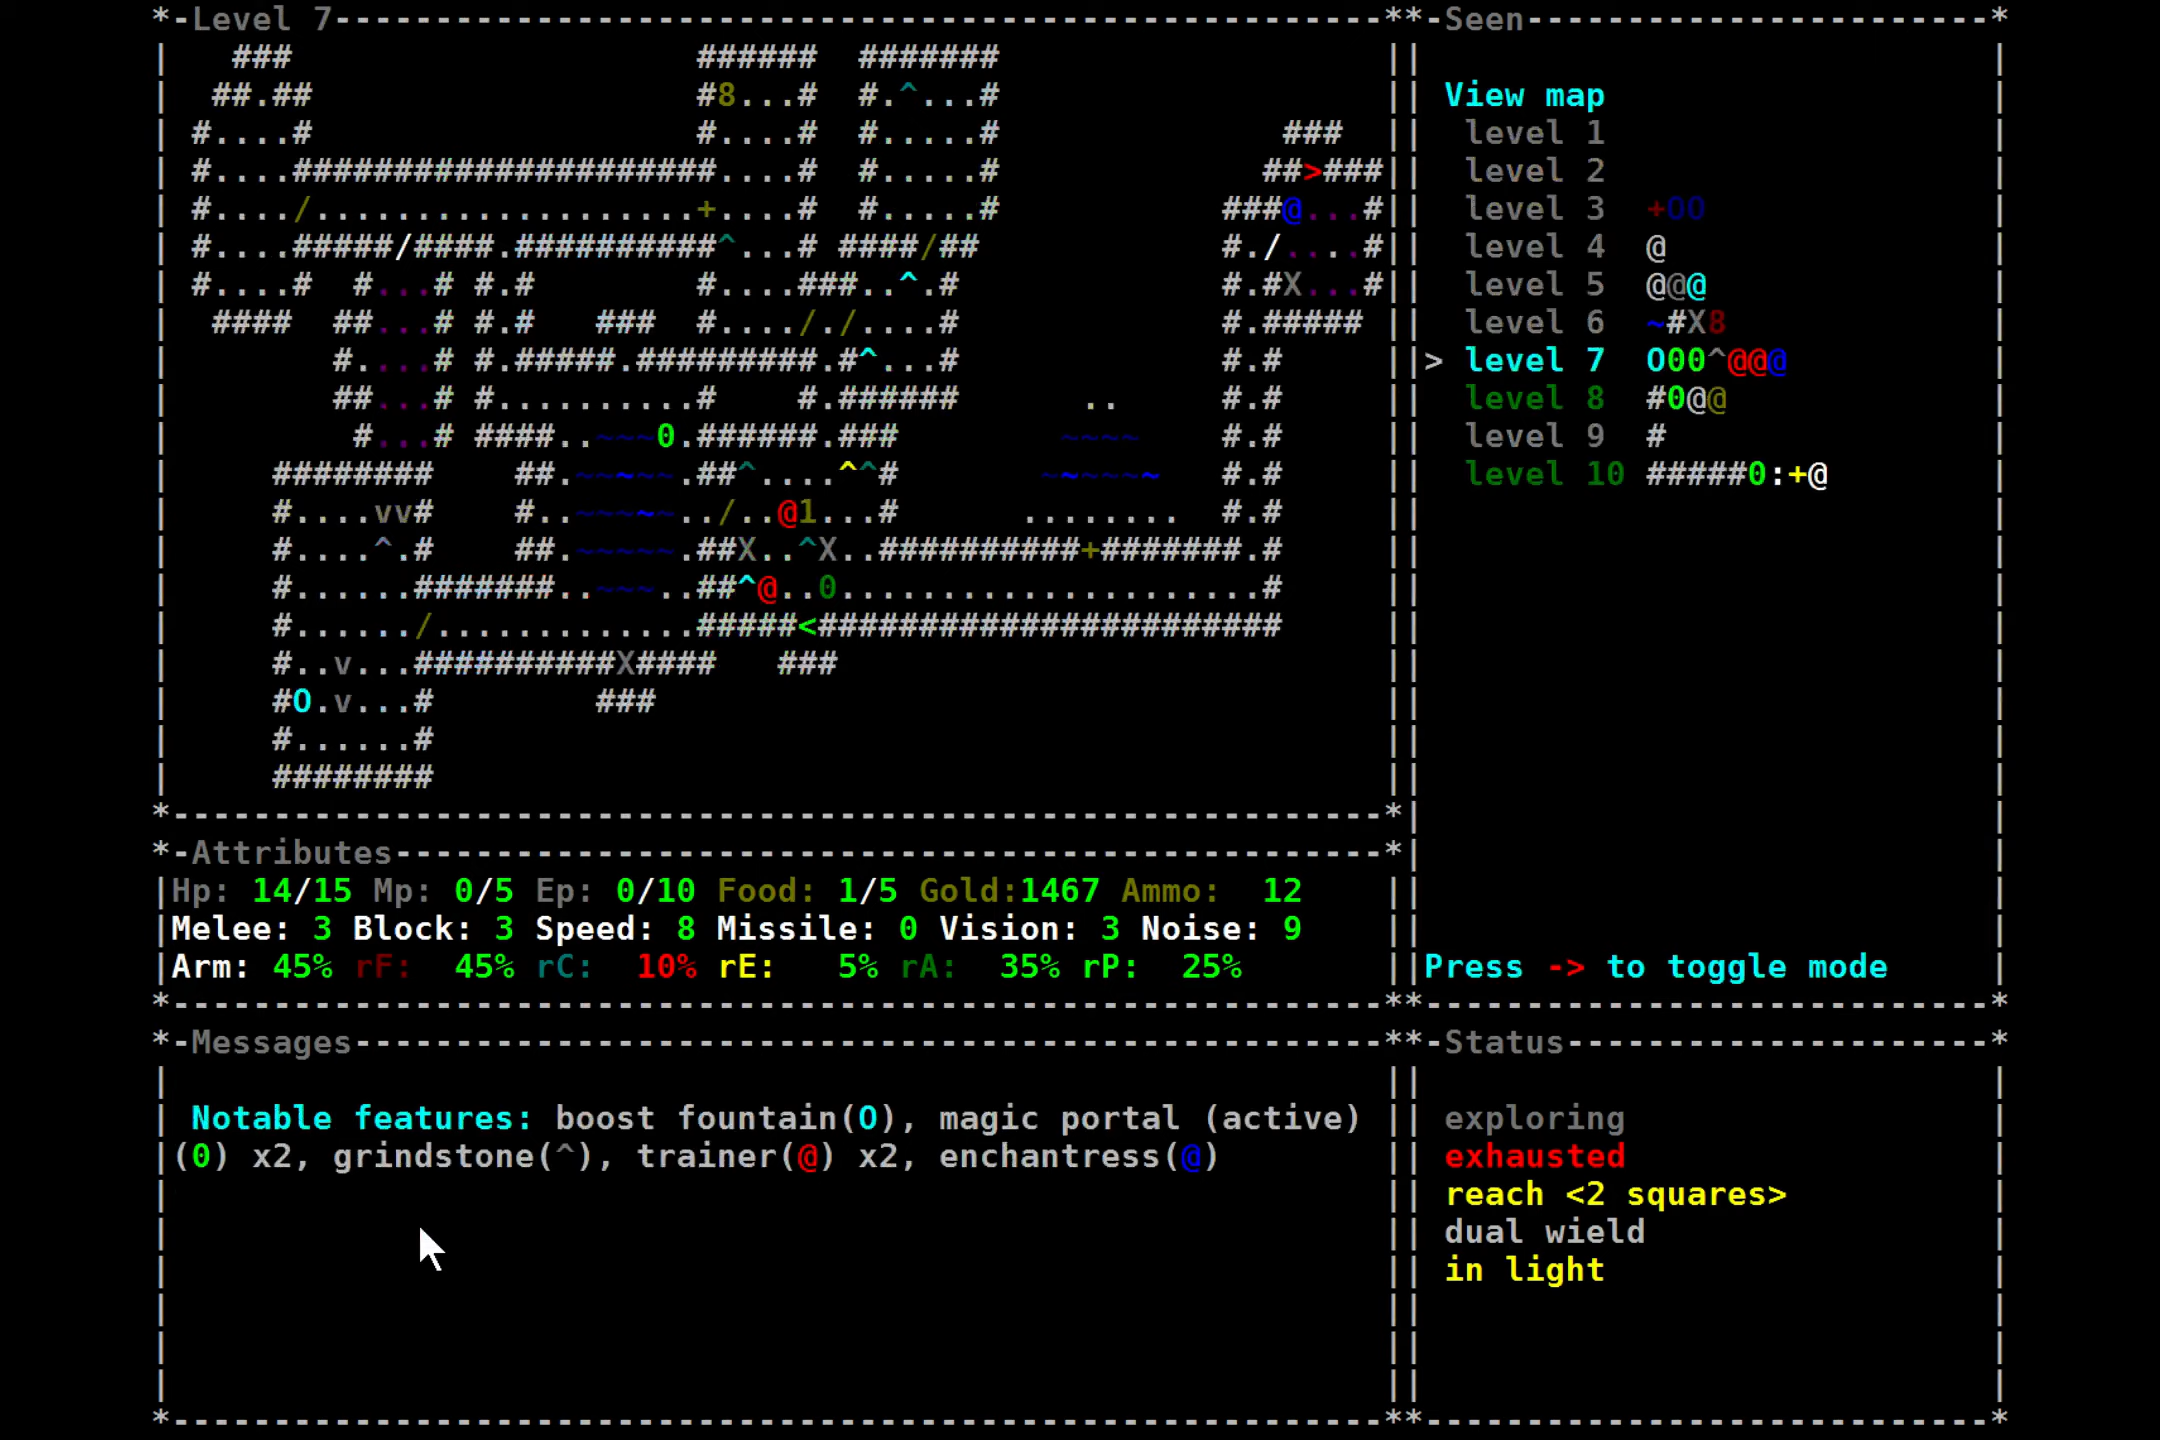 Level 7
Seen
View map
level 1
level 2
level 3 +OO
level 4 @
level 5 @@@
level 6 ~#X8
> level 7 O00^@@@
level 8 #0@@
level 9 #
level 10 #####0:+@
Press -> to toggle mode
Attributes
Hp: 14/15 Mp: 0/5 Ep: 0/10 Food: 1/5 Gold:1467 Ammo: 12
Melee: 3 Block: 3 Speed: 8 Missile: 0 Vision: 3 Noise: 9
Arm: 45% rF: 45% rC: 10% rE: 5% rA: 35% rP: 25%
Messages
Notable features: boost fountain(O), magic portal (active)
(0) x2, grindstone(^), trainer(@) x2, enchantress(@)
Status
exploring
exhausted
reach <2 squares>
dual wield
in light